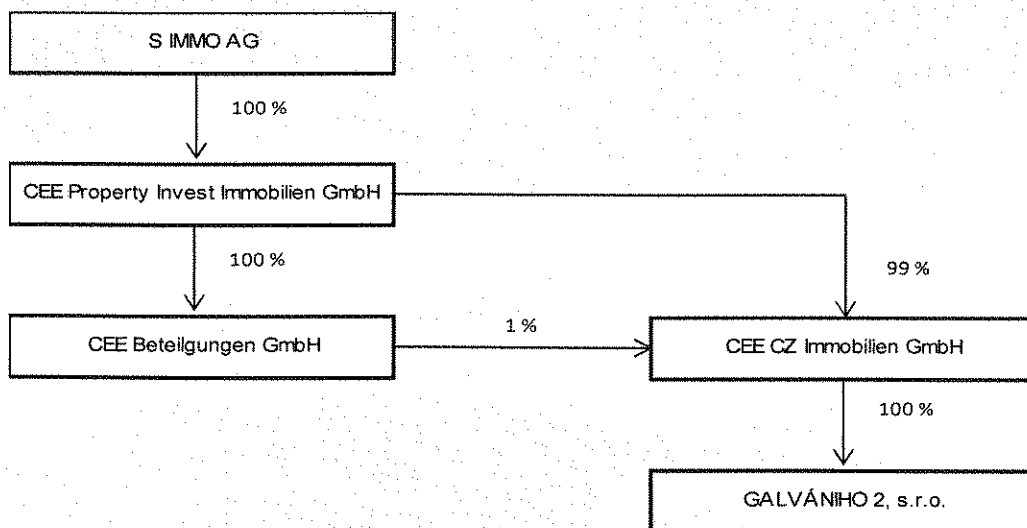 S IMMO AG
100 %
CEE Property Invest Immobilien GmbH
100 %
99 %
CEE Beteilgungen GmbH
1 %
CEE CZ Immobilien GmbH
100 %
GALVÁNIHO 2, s.r.o.